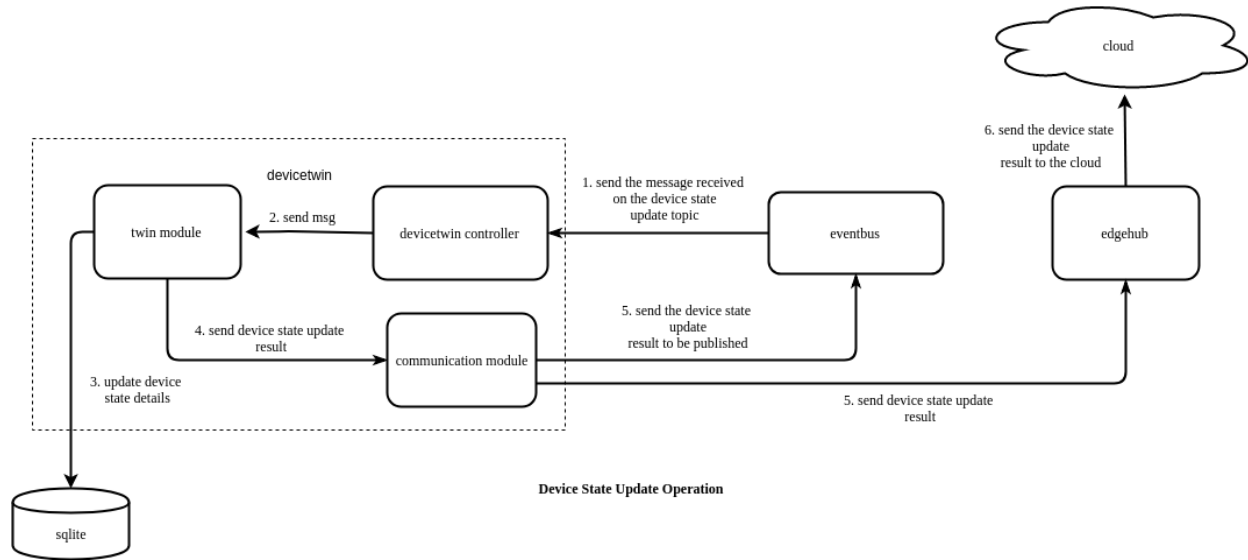 cloud
6. send the device state
update
result to the cloud
devicetwin
1. send the message received
on the device state
update topic
2. send msg
twin module
devicetwin controller
eventbus
edgehub
5. send the device state
update
result to be published
4. send device state update
result
communication module
3. update device
state details
5. send device state update
result
Device State Update Operation
sqlite